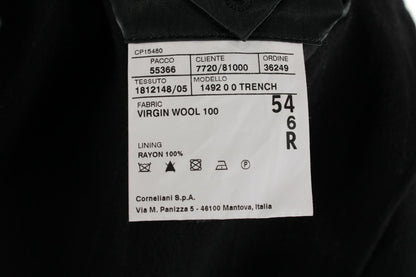 CP15480
PACCO CLIENTE ORDINE
55366 7720/81000 36249
TESSUTO MODELLO
1812148/05 1492 0 0 TRENCH
FABRIC
VIRGIN WOOL 100
54
6
R
LINING
RAYON 100%
Corneliani S.p.A.
Via M. Panizza 5 - 46100 Mantova, Italia